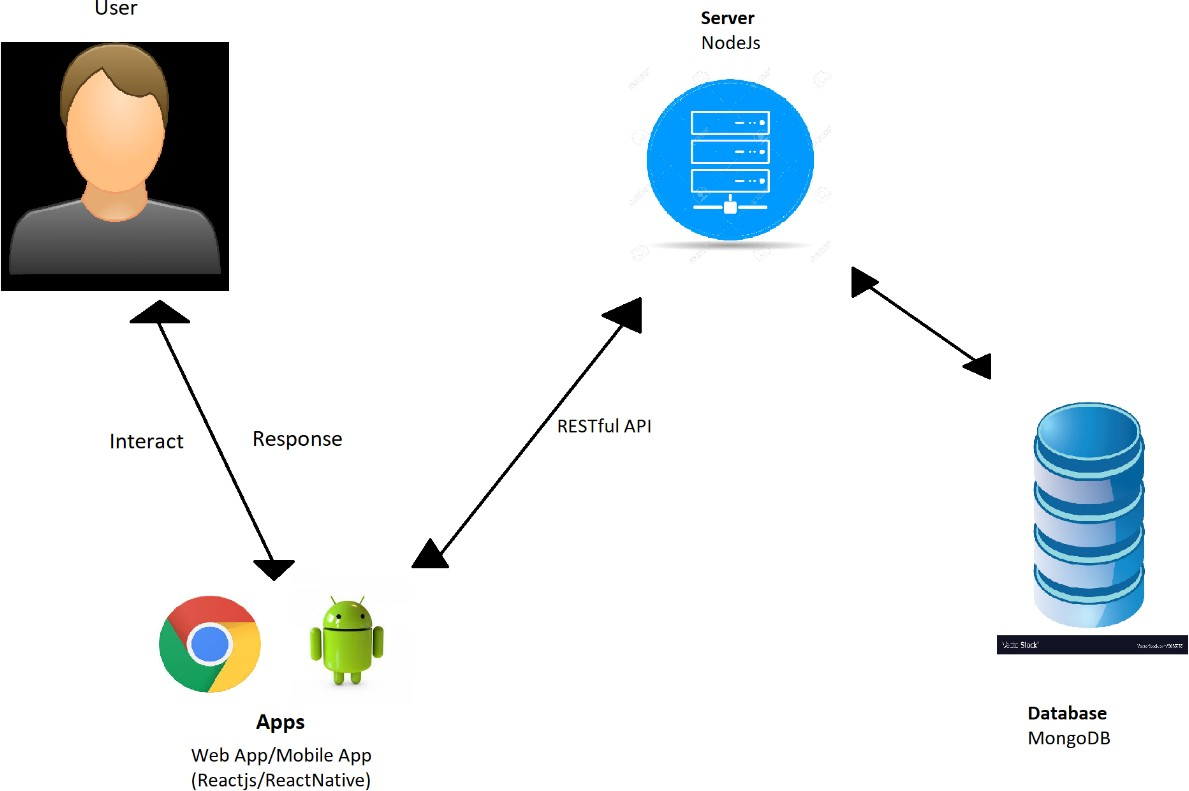 User
Server
NodeJs
Interact
Response
RESTful API
Apps
Web App/Mobile App
(Reactjs/ReactNative)
Database
MongoDB